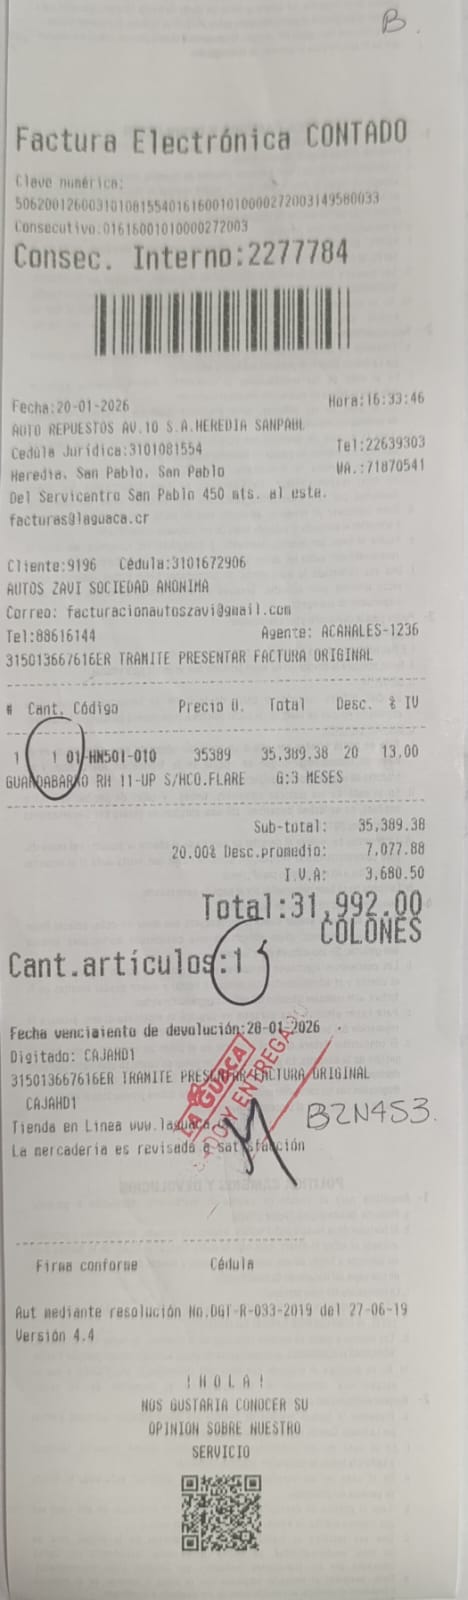 B.
Factura Electrónica CONTADO
Clave numérica:
50620012600310108155401616001010000272003149580033
Consecutivo:01616001010000272003
Consec. Interno:2277784
Fecha:20-01-2026 Hora:16:33:46
AUTO REPUESTOS AV.10 S.A.HEREDIA SANPABL
Cedula Jurídica:3101081554 Tel:22639303
Heredia, San Pablo, San Pablo WA.:71870541
Del Servicentro San Pablo 450 mts. al este.
facturas@laguaca.cr
Cliente:9196 Cédula:3101672906
AUTOS ZAVI SOCIEDAD ANONIMA
Correo: facturacionautoszavi@gmail.com
Tel:88616144 Agente: ACANALES-1236
315013667616ER TRAMITE PRESENTAR FACTURA ORIGINAL
# Cant. Código Precio U. Total Desc. % IV
1 1 01-HN501-010 35389 35,389.38 20 13.00
GUARDABARRO RH 11-UP S/HCO.FLARE G:3 MESES
Sub-total: 35,389.38
20.00% Desc.promedio: 7,077.88
I.V.A: 3,680.50
Total:31,992.00
COLONES
Cant.artículos:1
Fecha vencimiento de devolución:28-01-2026
Digitado: CAJAHD1
315013667616ER TRAMITE PRESENTAR FACTURA ORIGINAL
CAJAHD1
LA GUACA
Y ENTREGADO
BZN453.
Tienda en Linea www.laguaca.
La mercadería es revisada a satisfacción
Firma conforme Cédula
Aut mediante resolución No.DGT-R-033-2019 del 27-06-19
Versión 4.4
! H O L A !
NOS GUSTARIA CONOCER SU
OPINION SOBRE NUESTRO
SERVICIO